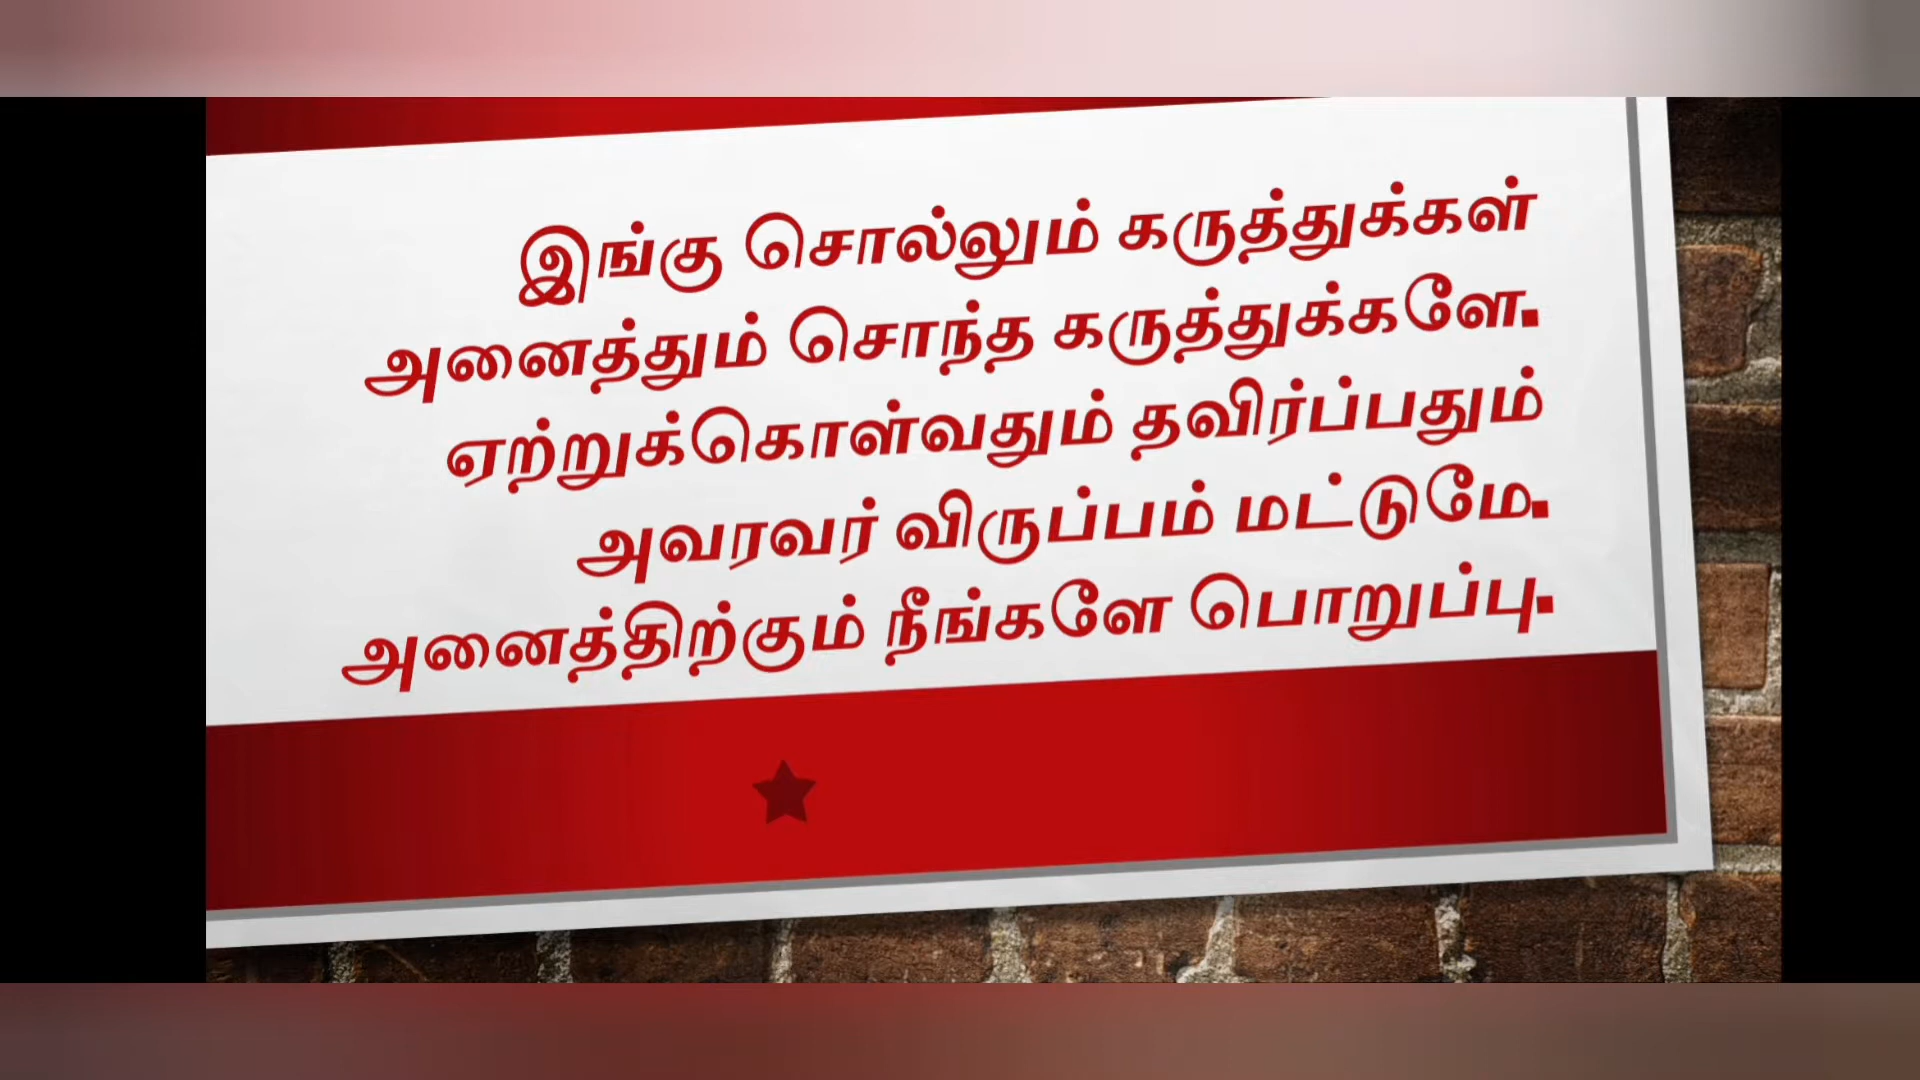 இங்கு சொல்லும் கருத்துக்கள்
அனைத்தும் சொந்த கருத்துக்களே.
ஏற்றுக்கொள்வதும் தவிர்ப்பதும்
அவரவர் விருப்பம் மட்டுமே.
அனைத்திற்கும் நீங்களே பொறுப்பு.